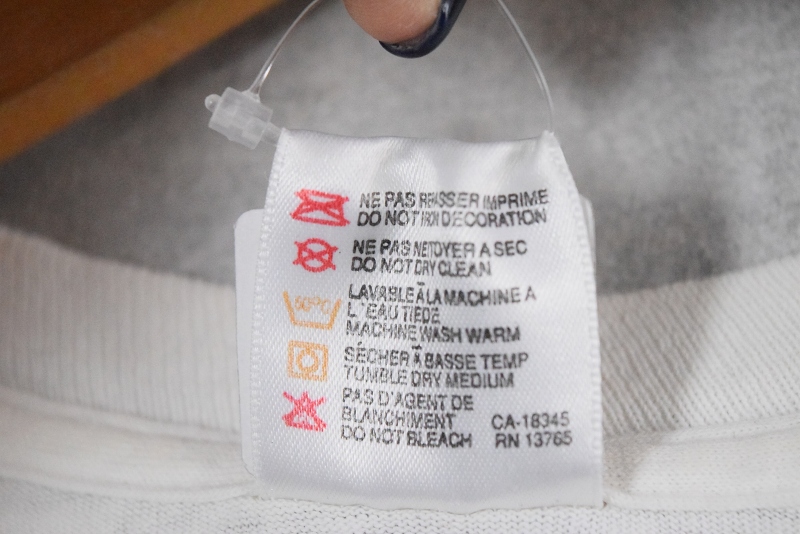 NE PAS REPASSER IMPRIME
DO NOT IRON DECORATION
NE PAS NETTOYER A SEC
DO NOT DRY CLEAN
50°C
LAVABLE À LA MACHINE A
L'EAU TIEDE
MACHINE WASH WARM
SÉCHER À BASSE TEMP
TUMBLE DRY MEDIUM
PAS D'AGENT DE
BLANCHIMENT
DO NOT BLEACH
CA-18345
RN 13765